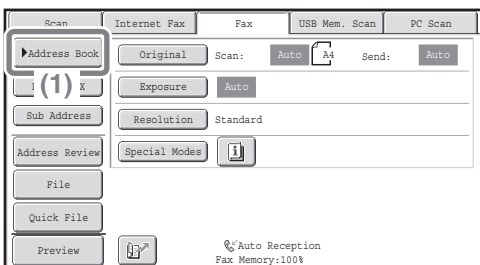 Scan Internet Fax Fax USB Mem. Scan PC Scan
Address Book Original Scan: Auto A4 Send: Auto
(1) X Exposure Auto
Sub Address Resolution Standard
Address Review Special Modes
File
Quick File
Preview Auto Reception
Fax Memory:100%